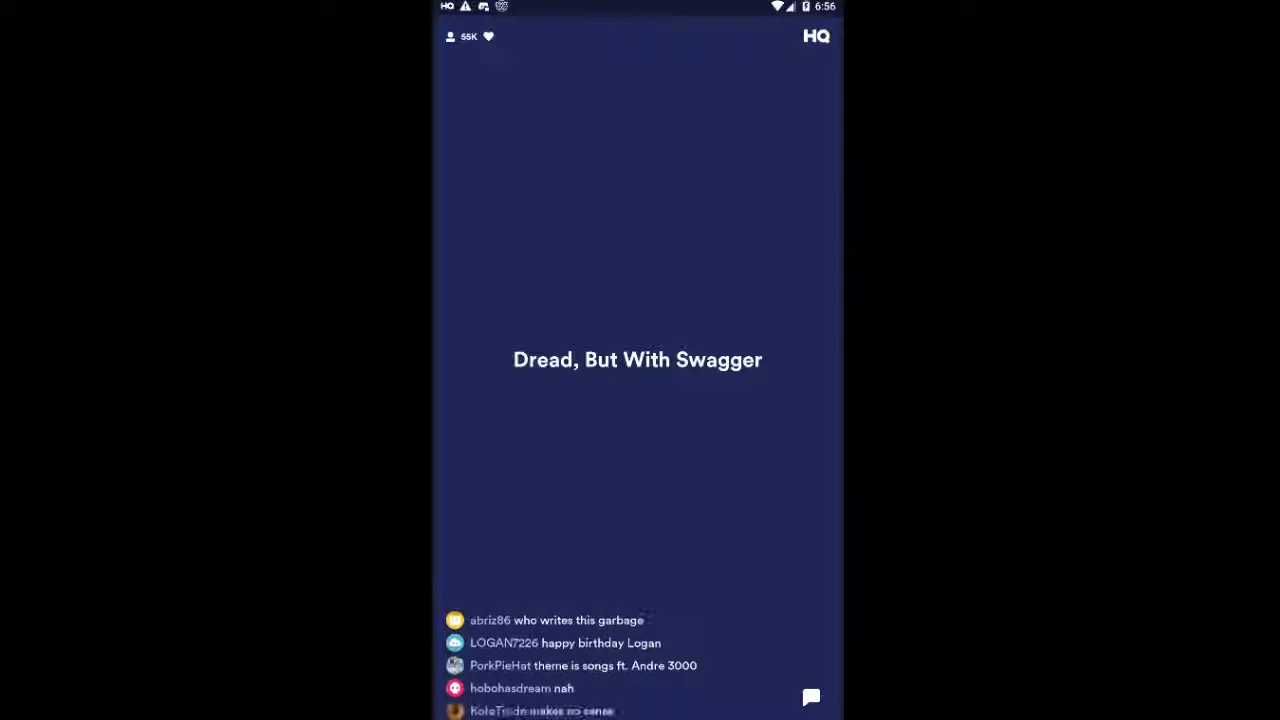 HQ 6:56
55K HQ
Dread, But With Swagger
abriz86 who writes this garbage
LOGAN7226 happy birthday Logan
PorkPieHat theme is songs ft. Andre 3000
hobohasdream nah
makes no sense